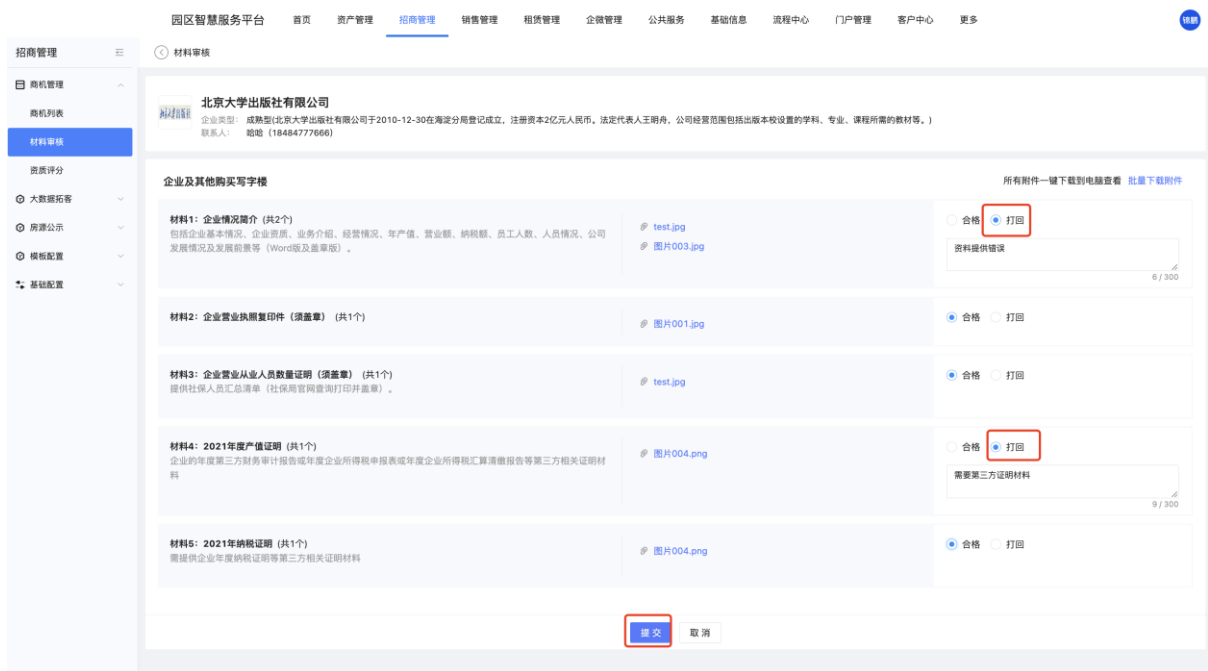 园区智慧服务平台 首页 资产管理 招商管理 销售管理 租赁管理 企微管理 公共服务 基础信息 流程中心 门户管理 客户中心 更多 锦鹏
招商管理
材料审核
商机管理
商机列表
材料审核
资质评分
大数据拓客
房源公示
模板配置
基础配置
北京大学出版社有限公司
企业类型: 成熟型(北京大学出版社有限公司于2010-12-30在海淀分局登记成立，注册资本2亿元人民币。法定代表人王明舟，公司经营范围包括出版本校设置的学科、专业、课程所需的教材等。)
联系人: 哈哈 (18484777666)
企业及其他购买写字楼
所有附件一键下载到电脑查看 批量下载附件
材料1：企业情况简介 (共2个)
包括企业基本情况、企业资质、业务介绍、经营情况、年产值、营业额、纳税额、员工人数、人员情况、公司
发展情况及发展前景等（Word版及盖章版）。
test.jpg
图片003.jpg
合格 打回
资料提供错误
6 / 300
材料2：企业营业执照复印件（须盖章） (共1个)
图片001.jpg
合格 打回
材料3：企业营业从业人员数量证明（须盖章） (共1个)
提供社保人员汇总清单（社保局官网查询打印并盖章）。
test.jpg
合格 打回
材料4：2021年度产值证明 (共1个)
企业的年度第三方财务审计报告或年度企业所得税申报表或年度企业所得税汇算清缴报告等第三方相关证明材
料
图片004.png
合格 打回
需要第三方证明材料
9 / 300
材料5：2021年纳税证明 (共1个)
需提供企业年度纳税证明等第三方相关证明材料
图片004.png
合格 打回
提交 取消